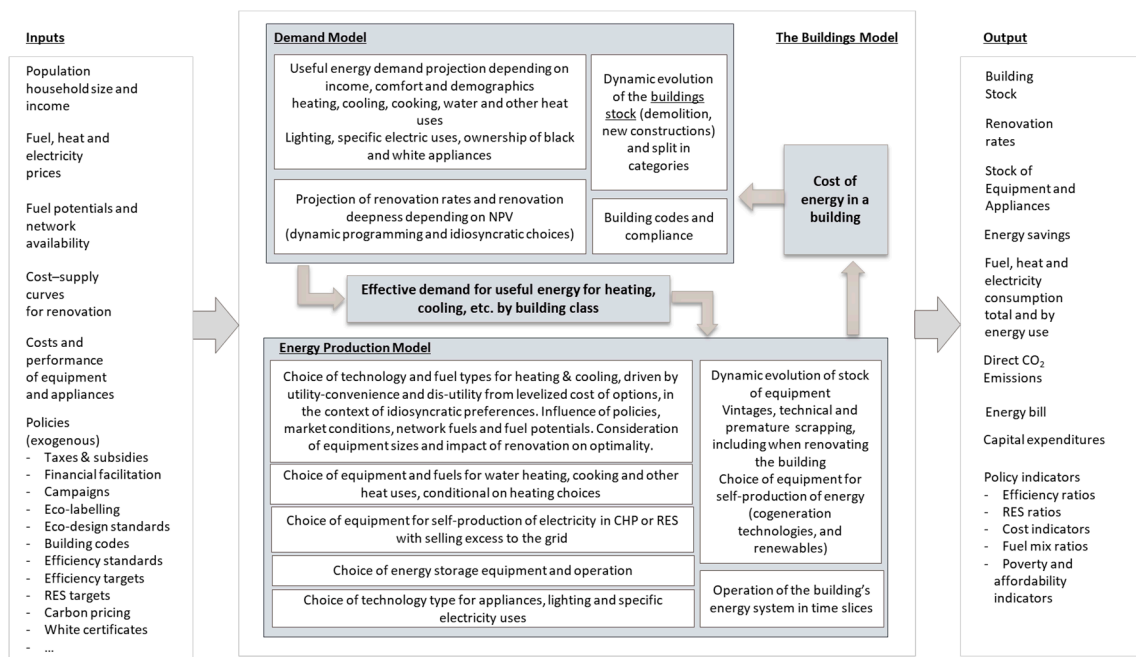 Inputs
Population
household size and
income
Fuel, heat and
electricity
prices
Fuel potentials and
network
availability
Cost–supply
curves
for renovation
Costs and
performance
of equipment
and appliances
Policies
(exogenous)
- Taxes & subsidies
- Financial facilitation
- Campaigns
- Eco-labelling
- Eco-design standards
- Building codes
- Efficiency standards
- Efficiency targets
- RES targets
- Carbon pricing
- White certificates
- ...
The Buildings Model
Demand Model
Useful energy demand projection depending on
income, comfort and demographics
heating, cooling, cooking, water and other heat
uses
Lighting, specific electric uses, ownership of black
and white appliances
Dynamic evolution
of the buildings
stock (demolition,
new constructions)
and split in
categories
Projection of renovation rates and renovation
deepness depending on NPV
(dynamic programming and idiosyncratic choices)
Building codes and
compliance
Cost of
energy in a
building
Effective demand for useful energy for heating,
cooling, etc. by building class
Energy Production Model
Choice of technology and fuel types for heating & cooling, driven by
utility-convenience and dis-utility from levelized cost of options, in
the context of idiosyncratic preferences. Influence of policies,
market conditions, network fuels and fuel potentials. Consideration
of equipment sizes and impact of renovation on optimality.
Choice of equipment and fuels for water heating, cooking and other
heat uses, conditional on heating choices
Choice of equipment for self-production of electricity in CHP or RES
with selling excess to the grid
Choice of energy storage equipment and operation
Choice of technology type for appliances, lighting and specific
electricity uses
Dynamic evolution of stock
of equipment
Vintages, technical and
premature scrapping,
including when renovating
the building
Choice of equipment for
self-production of energy
(cogeneration
technologies, and
renewables)
Operation of the building's
energy system in time slices
Output
Building
Stock
Renovation
rates
Stock of
Equipment and
Appliances
Energy savings
Fuel, heat and
electricity
consumption
total and by
energy use
Direct CO₂
Emissions
Energy bill
Capital expenditures
Policy indicators
- Efficiency ratios
- RES ratios
- Cost indicators
- Fuel mix ratios
- Poverty and
affordability
indicators